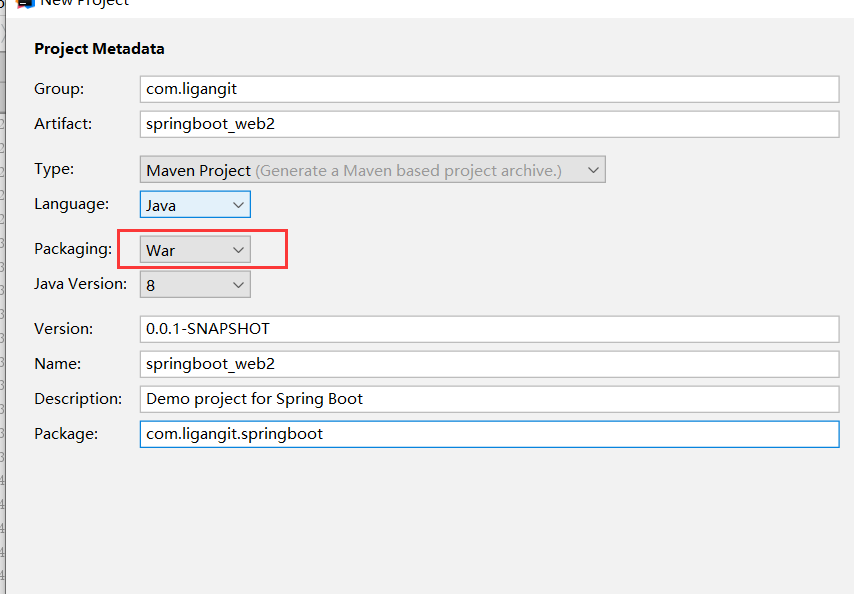 New Project
Project Metadata
Group: com.ligangit
Artifact: springboot_web2
Type: Maven Project (Generate a Maven based project archive.)
Language: Java
Packaging: War
Java Version: 8
Version: 0.0.1-SNAPSHOT
Name: springboot_web2
Description: Demo project for Spring Boot
Package: com.ligangit.springboot